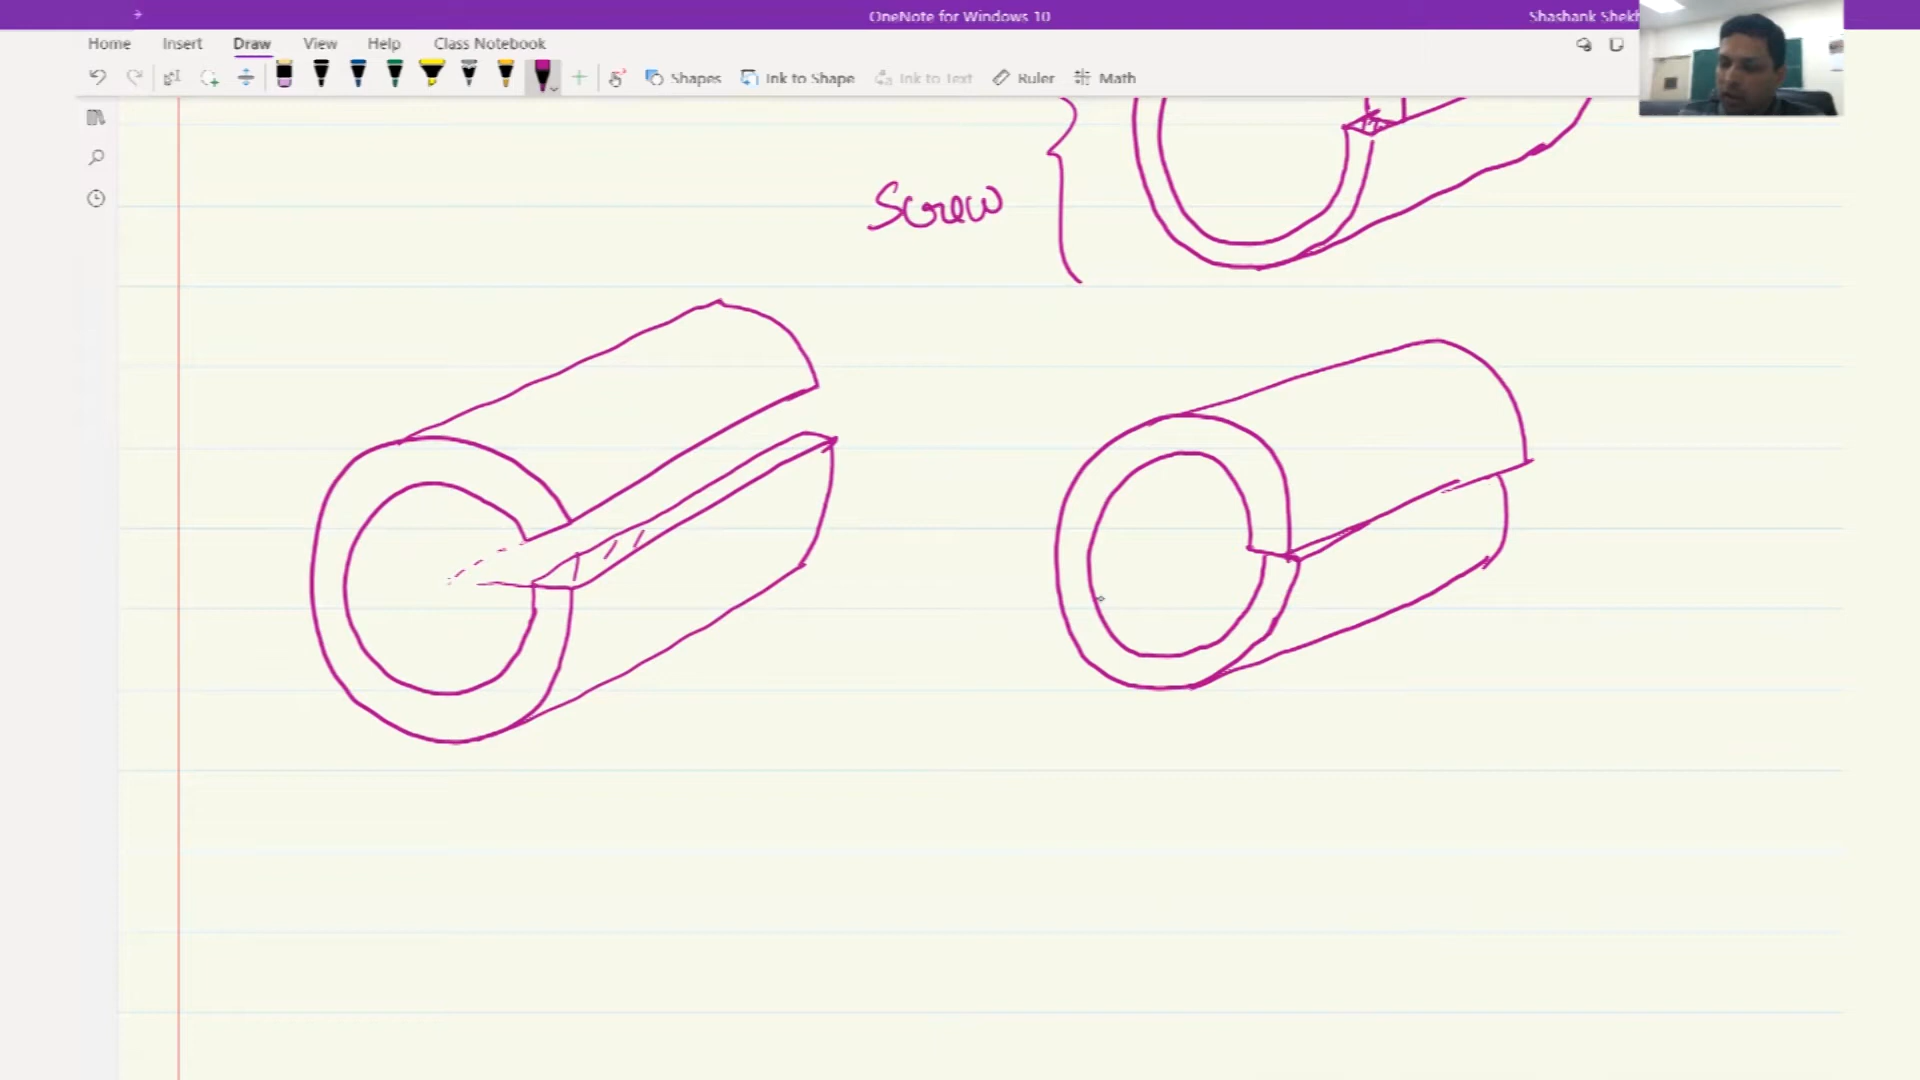 OneNote for Windows 10
Shashank Shekh
Home Insert Draw View Help Class Notebook
Shapes Ink to Shape Ink to Text Ruler Math
Screw